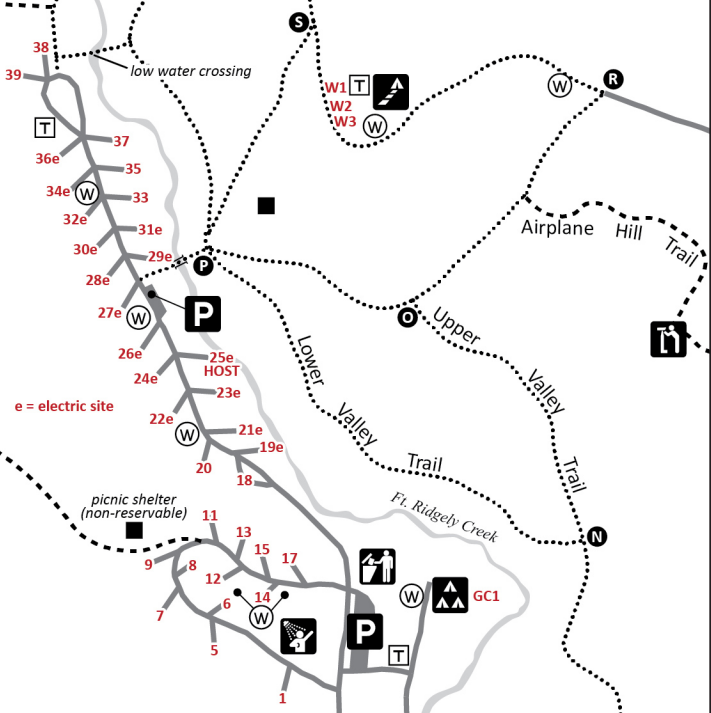 S
38
39
low water crossing
R
W
W1 T
W2
W3 W
T
37
36e
35
34e W
33
32e
31e
30e
29e
28e
P
27e
W
P
Airplane Hill Trail
O
Upper Valley Trail
Lower Valley Trail
26e
25e
HOST
24e
23e
e = electric site
22e
W
21e
19e
20
18
picnic shelter
(non-reservable)
Ft. Ridgely Creek
N
11
13
15
17
9
8
12
14
7
6
W
5
W
GC1
P
T
1